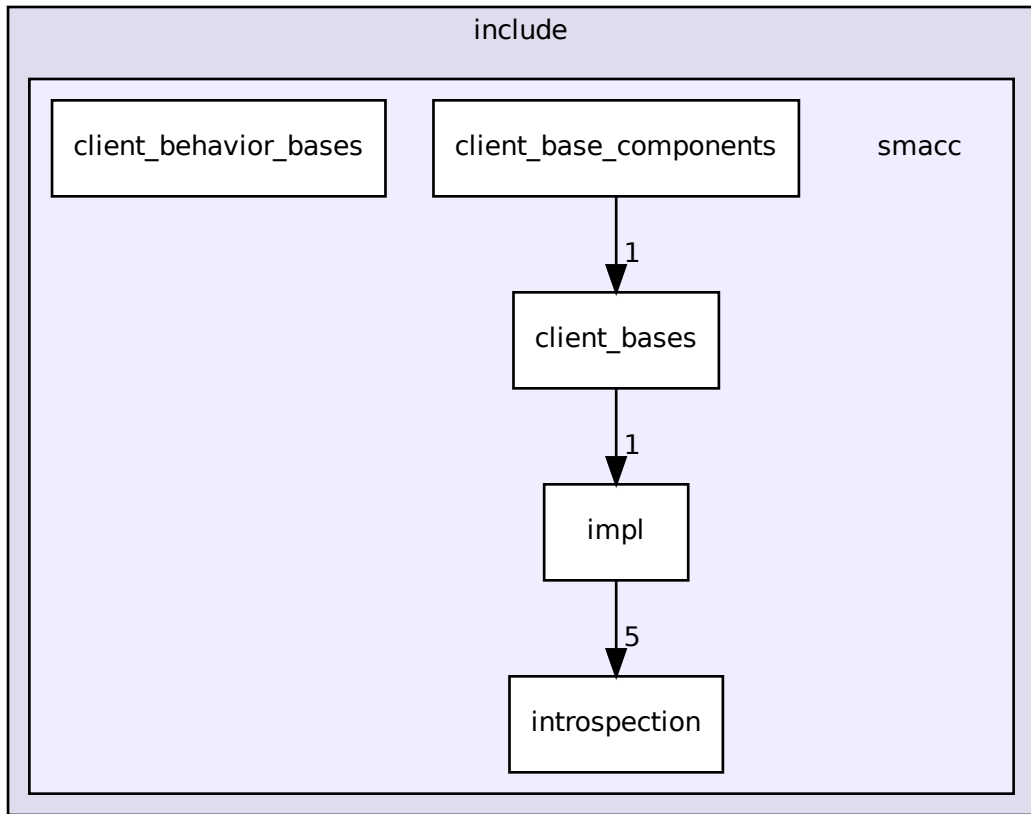 include
client_behavior_bases
client_base_components
smacc
1
client_bases
1
impl
5
introspection